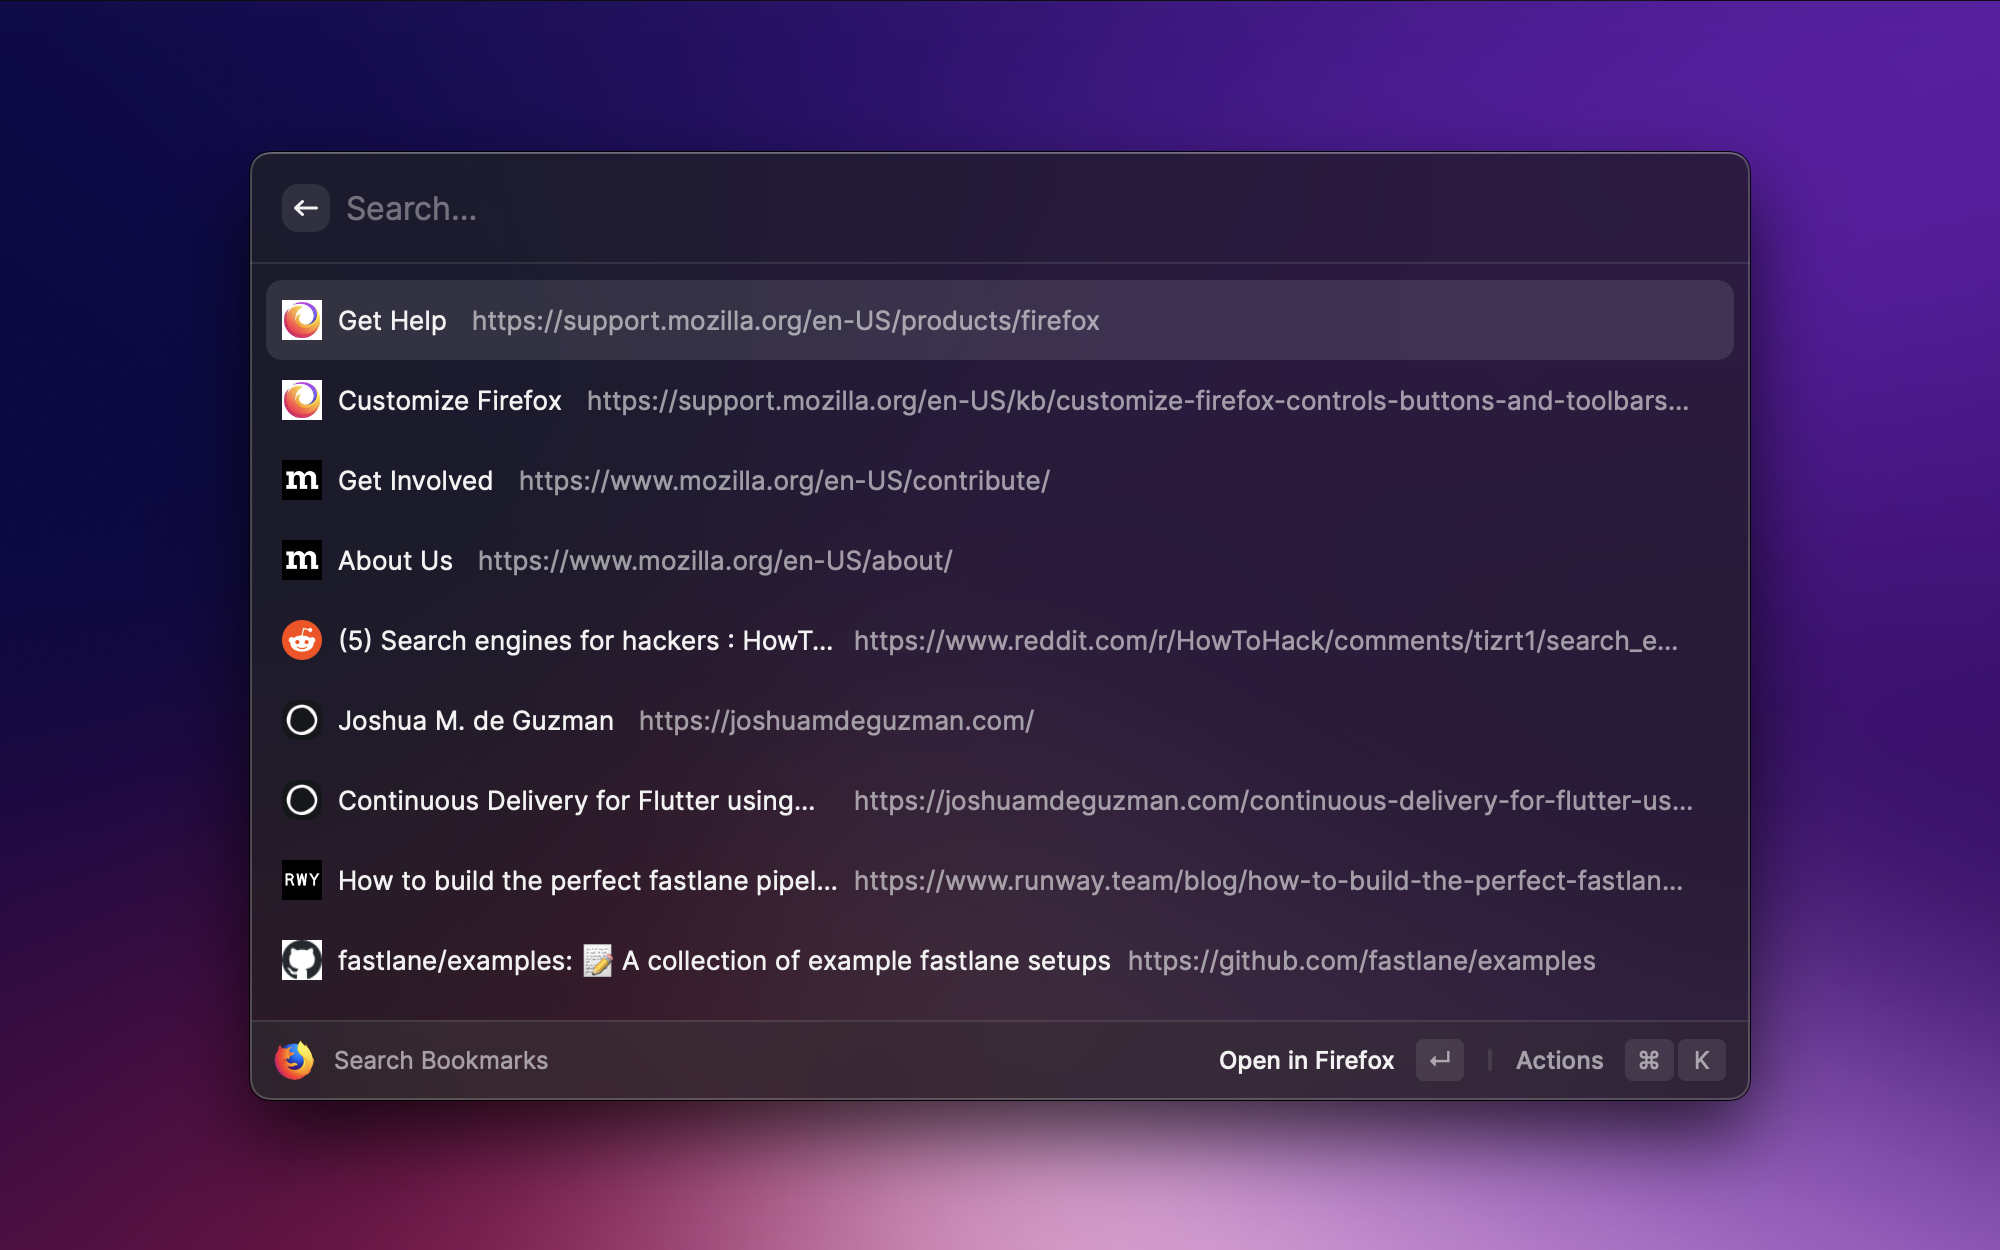 Search...
Get Help https://support.mozilla.org/en-US/products/firefox
Customize Firefox https://support.mozilla.org/en-US/kb/customize-firefox-controls-buttons-and-toolbars...
m Get Involved https://www.mozilla.org/en-US/contribute/
m About Us https://www.mozilla.org/en-US/about/
(5) Search engines for hackers : HowT... https://www.reddit.com/r/HowToHack/comments/tizrt1/search_e...
Joshua M. de Guzman https://joshuamdeguzman.com/
Continuous Delivery for Flutter using... https://joshuamdeguzman.com/continuous-delivery-for-flutter-us...
RWY How to build the perfect fastlane pipel... https://www.runway.team/blog/how-to-build-the-perfect-fastlan...
fastlane/examples: 📝 A collection of example fastlane setups https://github.com/fastlane/examples
Search Bookmarks Open in Firefox ↵ Actions ⌘ K